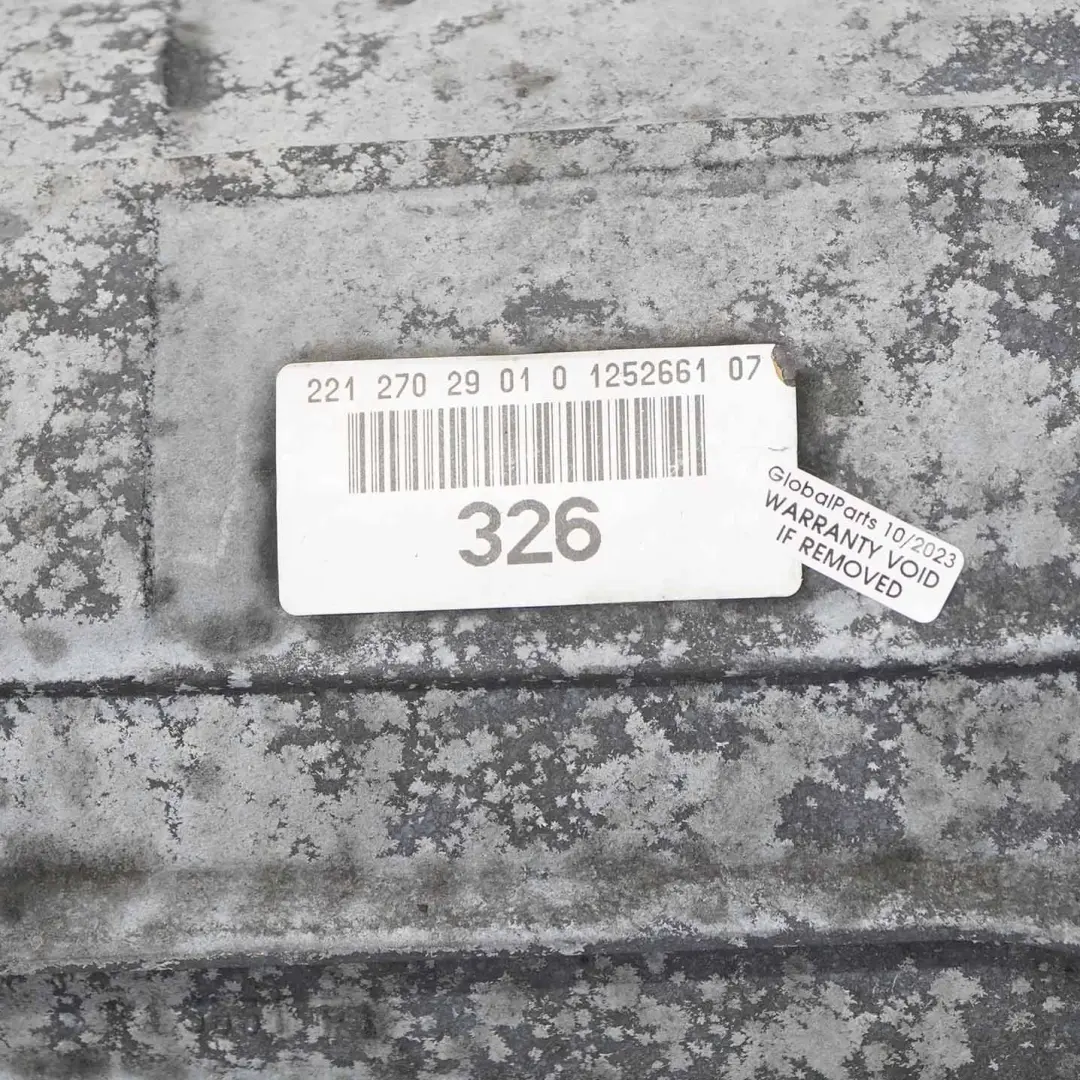 221 270 29 01 0 1252661 07
326
GlobalParts 10/2023
WARRANTY VOID
IF REMOVED